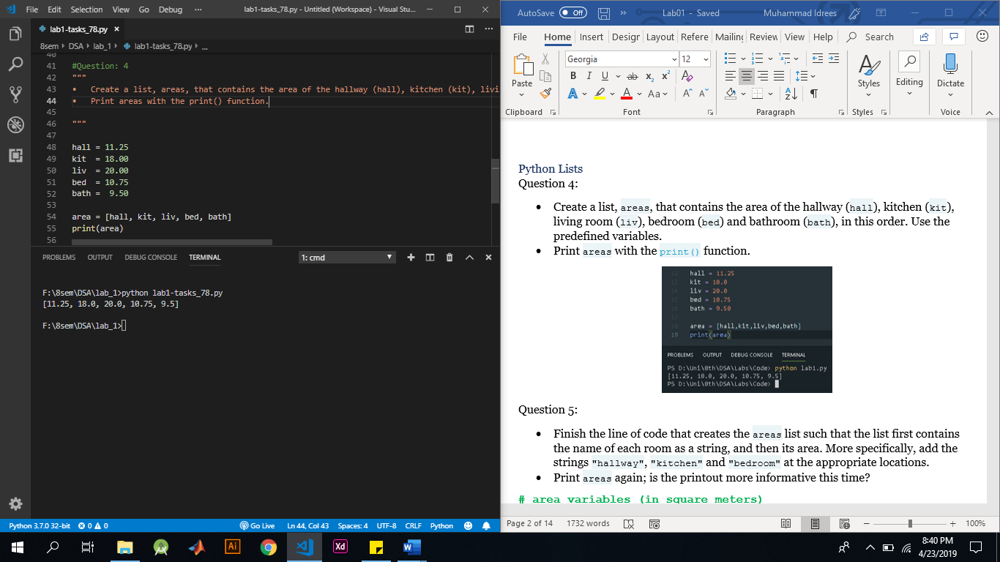 File Edit Selection View Go Debug ··· lab1-tasks_78.py - Untitled (Workspace) - Visual Stu...
lab1-tasks_78.py ×
8sem > DSA > lab_1 > lab1-tasks_78.py > ...
40
41 #Question: 4
42 """
43 • Create a list, areas, that contains the area of the hallway (hall), kitchen (kit), livi
44 • Print areas with the print() function.
45
46 """
47
48 hall = 11.25
49 kit = 18.00
50 liv = 20.00
51 bed = 10.75
52 bath = 9.50
53
54 area = [hall, kit, liv, bed, bath]
55 print(area)
56
PROBLEMS OUTPUT DEBUG CONSOLE TERMINAL 1: cmd
F:\8sem\DSA\lab_1>python lab1-tasks_78.py
[11.25, 18.0, 20.0, 10.75, 9.5]
F:\8sem\DSA\lab_1>
Python 3.7.0 32-bit 0 0 Go Live Ln 44, Col 43 Spaces: 4 UTF-8 CRLF Python
AutoSave Off Lab01 - Saved Muhammad Idrees
File Home Insert Desigr Layout Refere Mailing Review View Help Search
Paste
Clipboard
Georgia 12
B I U ab x₂ x²
A A Aa A A
Font
Paragraph
Styles
Styles
Editing
Dictate
Voice
Python Lists
Question 4:
• Create a list, areas, that contains the area of the hallway (hall), kitchen (kit),
living room (liv), bedroom (bed) and bathroom (bath), in this order. Use the
predefined variables.
• Print areas with the print() function.
12 hall = 11.25
13 kit = 18.0
14 liv = 20.0
15 bed = 10.75
16 bath = 9.50
17
18 area = [hall,kit,liv,bed,bath]
19 print(area)
PROBLEMS OUTPUT DEBUG CONSOLE TERMINAL
PS D:\Uni\8th\DSA\Labs\Code> python lab1.py
[11.25, 18.0, 20.0, 10.75, 9.5]
PS D:\Uni\8th\DSA\Labs\Code>
Question 5:
• Finish the line of code that creates the areas list such that the list first contains
the name of each room as a string, and then its area. More specifically, add the
strings "hallway", "kitchen" and "bedroom" at the appropriate locations.
• Print areas again; is the printout more informative this time?
# area variables (in square meters)
Page 2 of 14 1732 words 100%
Ai Xd W
8:40 PM
4/23/2019